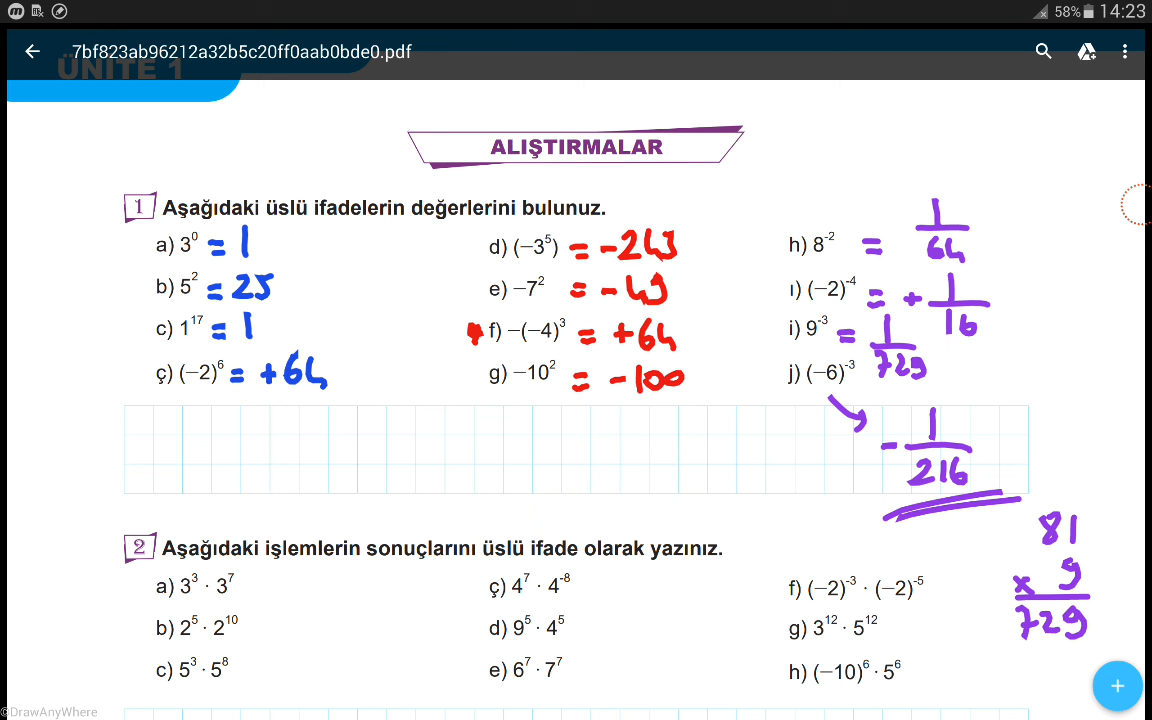 58% 14:23
7bf823ab96212a32b5c20ff0aab0bde0.pdf
ÜNİTE 1
ALIŞTIRMALAR
1 Aşağıdaki üslü ifadelerin değerlerini bulunuz.
a) 3⁰ = 1
b) 5² = 25
c) 1¹⁷ = 1
ç) (−2)⁶ = +64
d) (−3⁵) = -243
e) −7² = -49
f) −(−4)³ = +64
g) −10² = -100
h) 8⁻² = 1/64
ı) (−2)⁻⁴ = + 1/16
i) 9⁻³ = 1/729
j) (−6)⁻³
- 1/216
81
x 9
729
2 Aşağıdaki işlemlerin sonuçlarını üslü ifade olarak yazınız.
a) 3³ · 3⁷
b) 2⁵ · 2¹⁰
c) 5³ · 5⁸
ç) 4⁷ · 4⁻⁸
d) 9⁵ · 4⁵
e) 6⁷ · 7⁷
f) (−2)⁻³ · (−2)⁻⁵
g) 3¹² · 5¹²
h) (−10)⁶ · 5⁶
©DrawAnyWhere